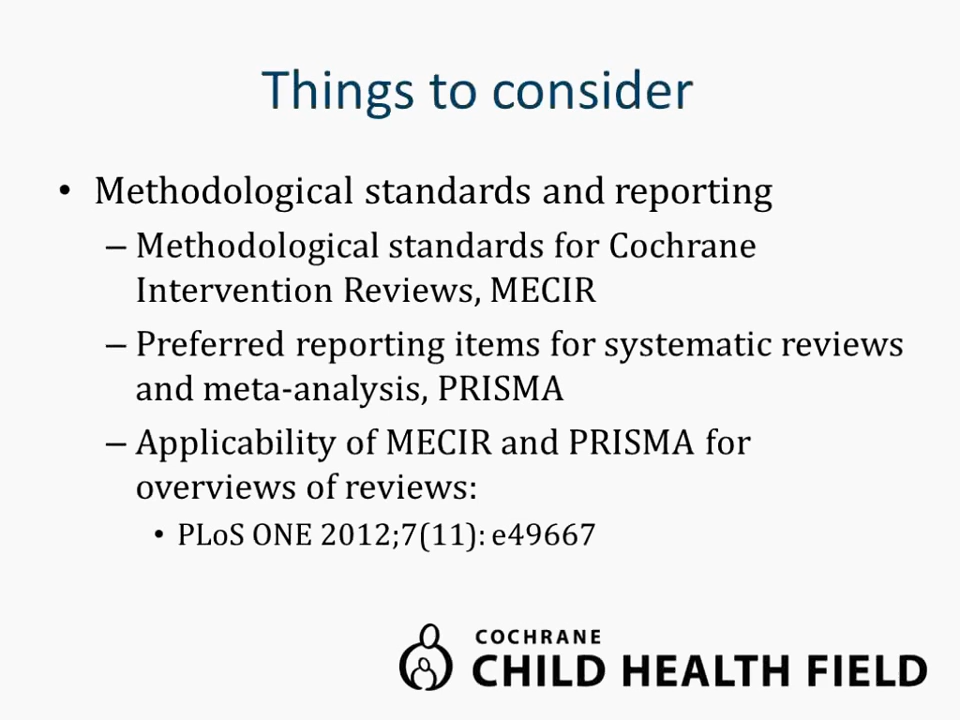 Things to consider
• Methodological standards and reporting
– Methodological standards for Cochrane
Intervention Reviews, MECIR
– Preferred reporting items for systematic reviews
and meta-analysis, PRISMA
– Applicability of MECIR and PRISMA for
overviews of reviews:
• PLoS ONE 2012;7(11): e49667
COCHRANE
CHILD HEALTH FIELD